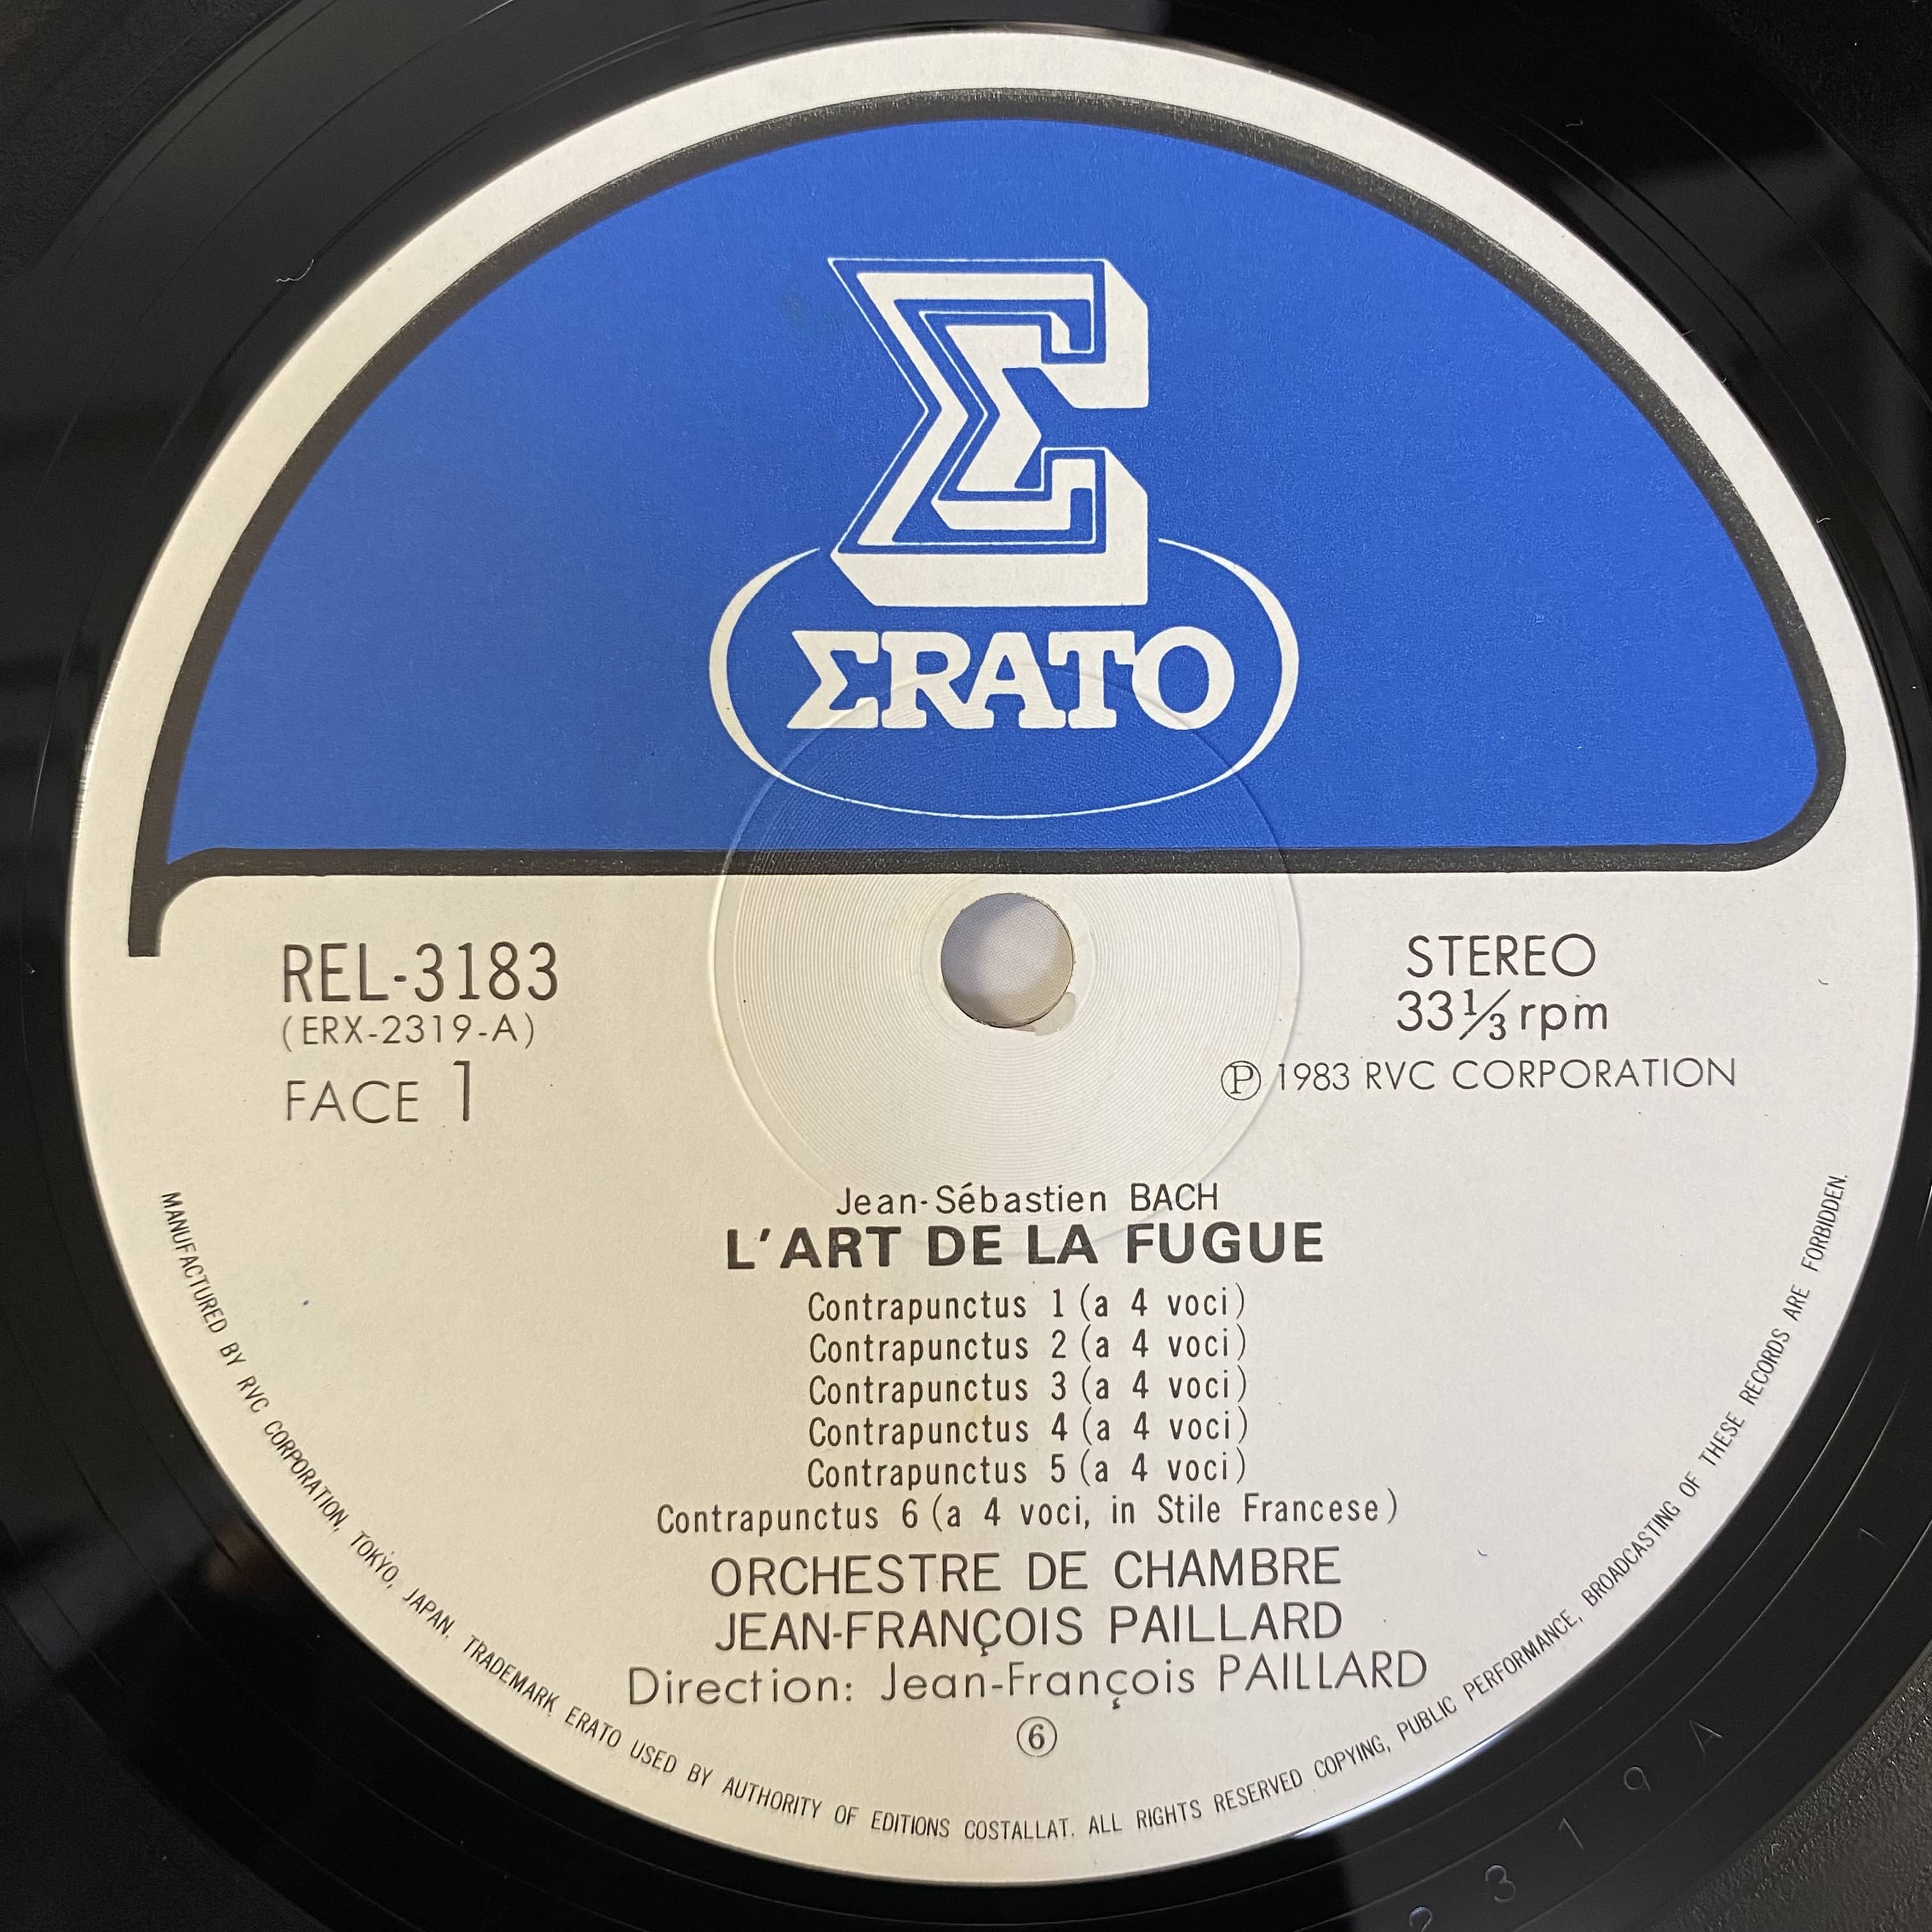 Σ
ΣRATO
REL-3183
(ERX-2319-A)
FACE 1
STEREO
33⅓ rpm
Ⓟ 1983 RVC CORPORATION
Jean-Sébastien BACH
L'ART DE LA FUGUE
Contrapunctus 1 (a 4 voci)
Contrapunctus 2 (a 4 voci)
Contrapunctus 3 (a 4 voci)
Contrapunctus 4 (a 4 voci)
Contrapunctus 5 (a 4 voci)
Contrapunctus 6 (a 4 voci, in Stile Francese)
ORCHESTRE DE CHAMBRE
JEAN-FRANÇOIS PAILLARD
Direction: Jean-François PAILLARD
⑥
MANUFACTURED BY RVC CORPORATION, TOKYO, JAPAN. TRADEMARK ERATO USED BY AUTHORITY OF EDITIONS COSTALLAT. ALL RIGHTS RESERVED COPYING, PUBLIC PERFORMANCE, BROADCASTING OF THESE RECORDS ARE FORBIDDEN.
2319 A 1